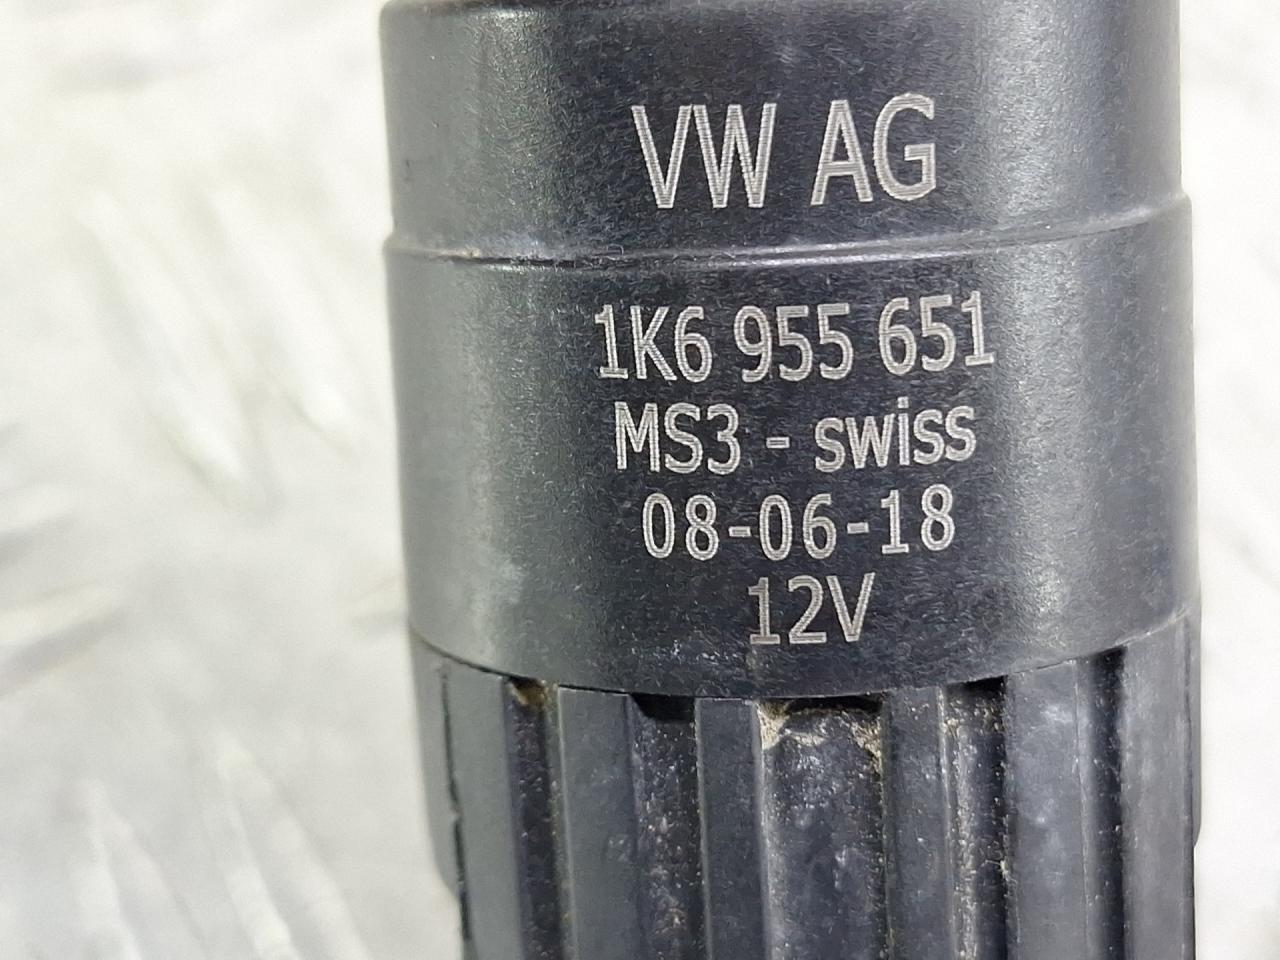 VW AG
1K6 955 651
MS3 - swiss
08-06-18
12V